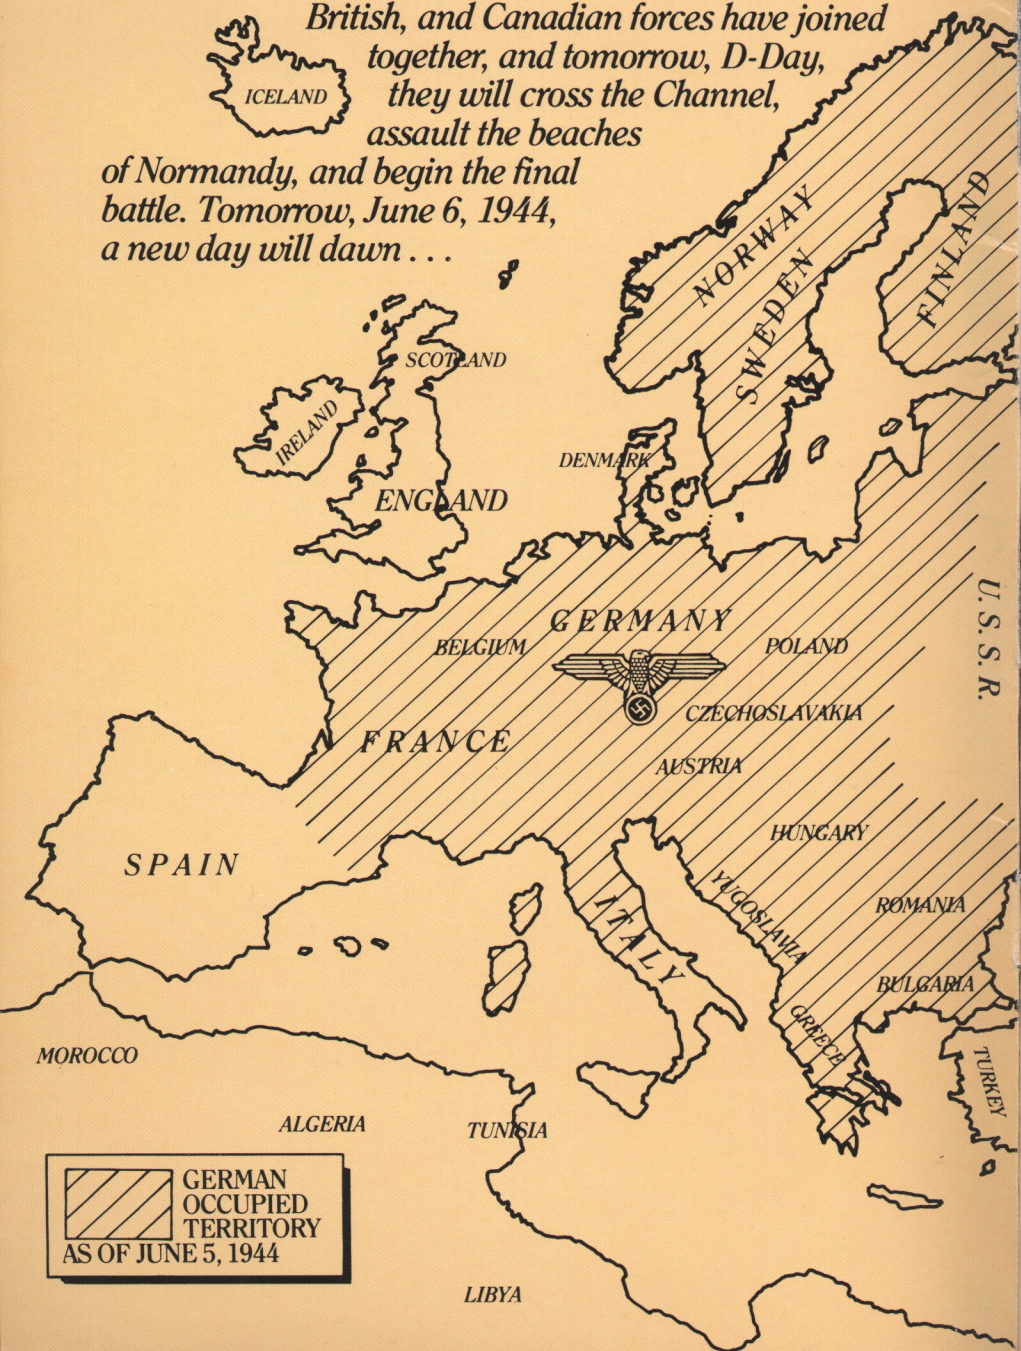 British, and Canadian forces have joined
together, and tomorrow, D-Day,
they will cross the Channel,
assault the beaches
of Normandy, and begin the final
battle. Tomorrow, June 6, 1944,
a new day will dawn . . .
ICELAND
NORWAY
SWEDEN
FINLAND
SCOTLAND
IRELAND
DENMARK
ENGLAND
GERMANY
BELGIUM
POLAND
U.S.S.R.
CZECHOSLAVAKIA
FRANCE
AUSTRIA
HUNGARY
SPAIN
YUGOSLAVIA
ROMANIA
ITALY
BULGARIA
GREECE
MOROCCO
TURKEY
ALGERIA
TUNISIA
GERMAN
OCCUPIED
TERRITORY
AS OF JUNE 5, 1944
LIBYA